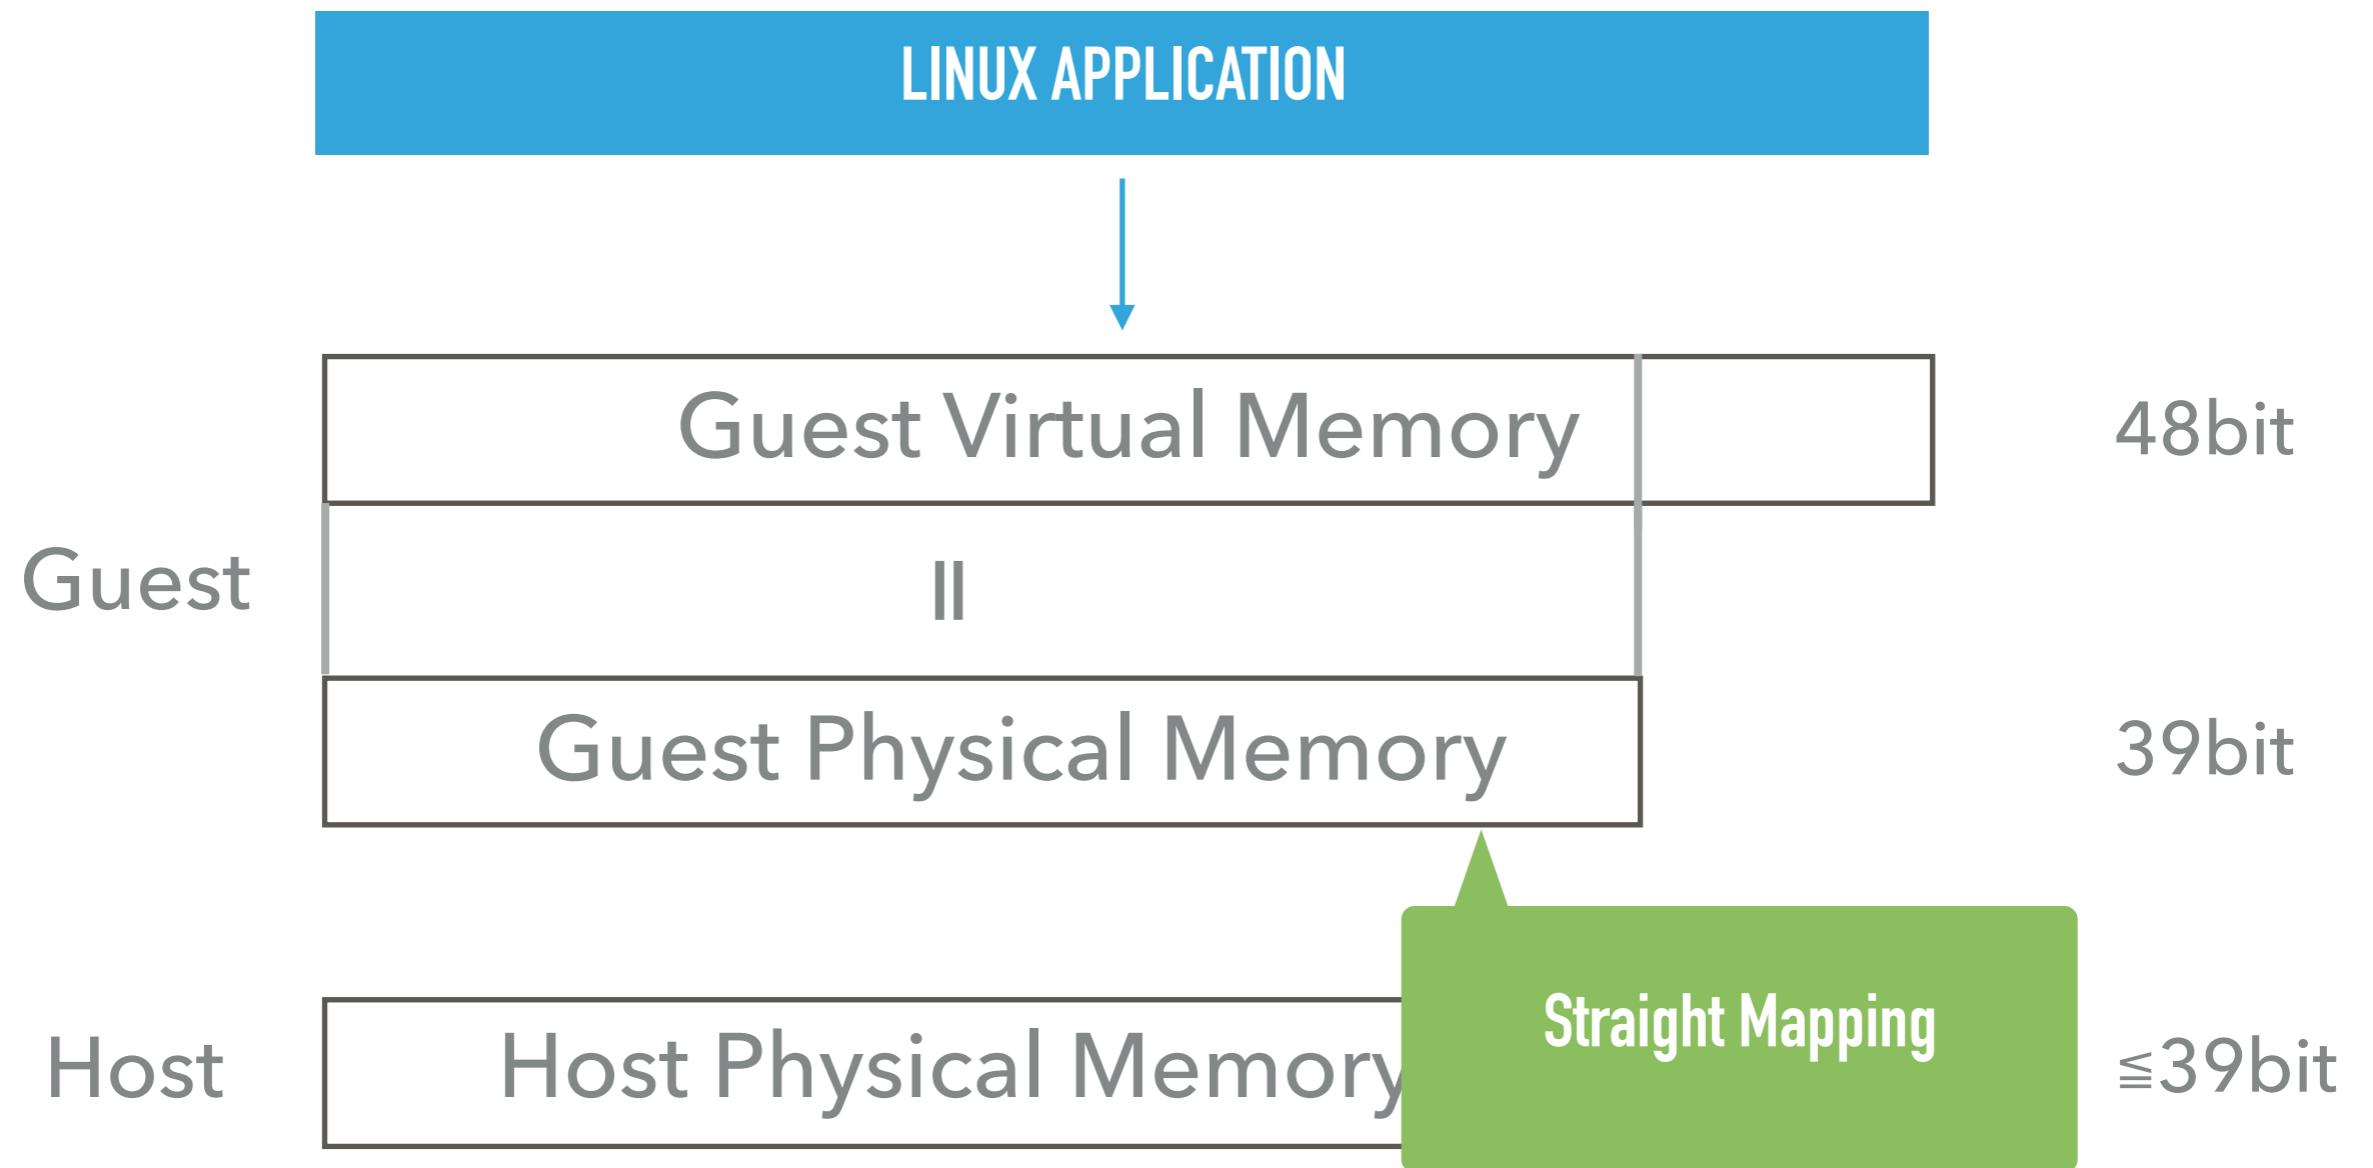 LINUX APPLICATION
Guest Virtual Memory
48bit
Guest
=
Guest Physical Memory
39bit
Straight Mapping
Host
Host Physical Memory
≦39bit